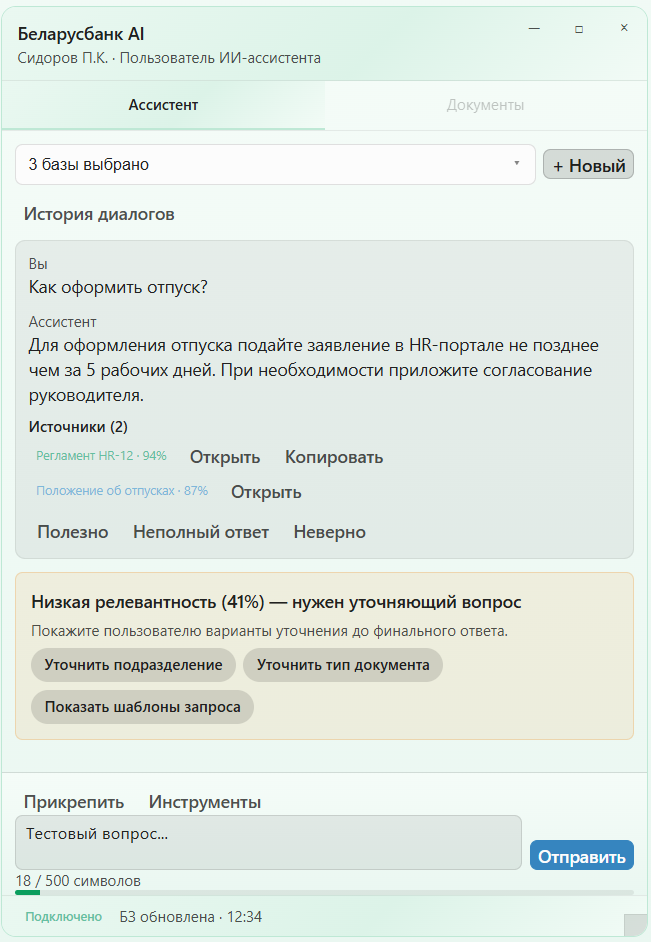 Беларусбанк AI
Сидоров П.К. · Пользователь ИИ-ассистента
Ассистент
Документы
3 базы выбрано
+ Новый
История диалогов
Вы
Как оформить отпуск?
Ассистент
Для оформления отпуска подайте заявление в HR-портале не позднее
чем за 5 рабочих дней. При необходимости приложите согласование
руководителя.
Источники (2)
Регламент HR-12 · 94% Открыть Копировать
Положение об отпусках · 87% Открыть
Полезно Неполный ответ Неверно
Низкая релевантность (41%) — нужен уточняющий вопрос
Покажите пользователю варианты уточнения до финального ответа.
Уточнить подразделение Уточнить тип документа
Показать шаблоны запроса
Прикрепить Инструменты
Тестовый вопрос...
Отправить
18 / 500 символов
Подключено БЗ обновлена · 12:34